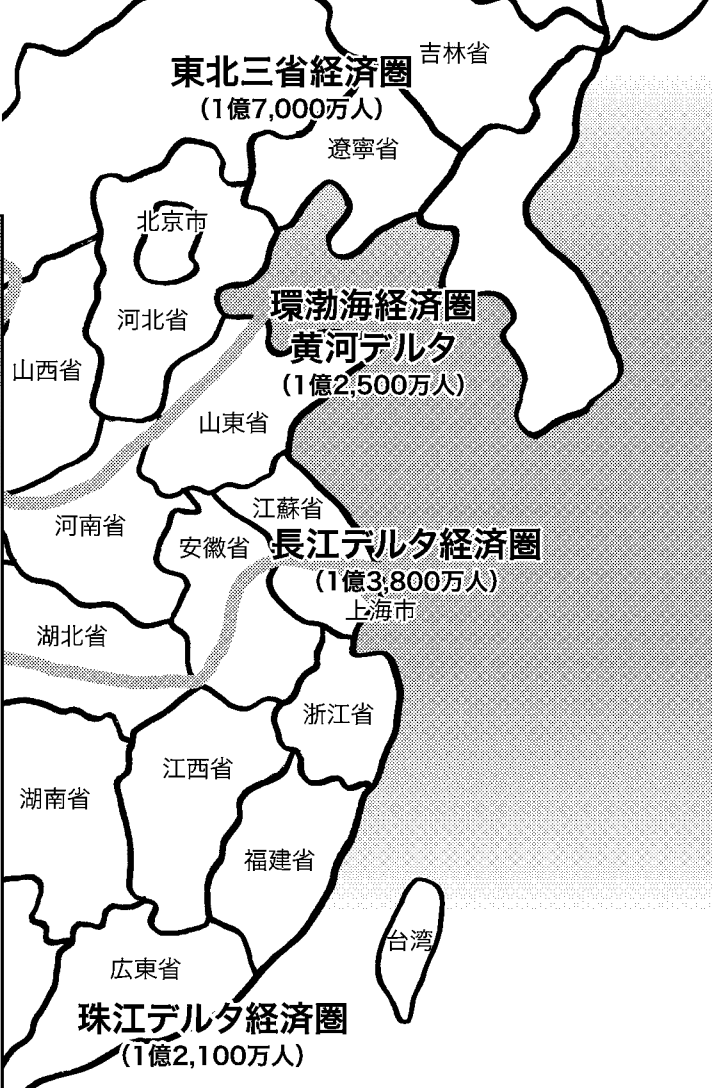 吉林省
東北三省経済圏
（1億7,000万人）
遼寧省
北京市
河北省
環渤海経済圏
黄河デルタ
（1億2,500万人）
山西省
山東省
江蘇省
河南省
安徽省
長江デルタ経済圏
（1億3,800万人）
上海市
湖北省
浙江省
江西省
湖南省
福建省
台湾
広東省
珠江デルタ経済圏
（1億2,100万人）